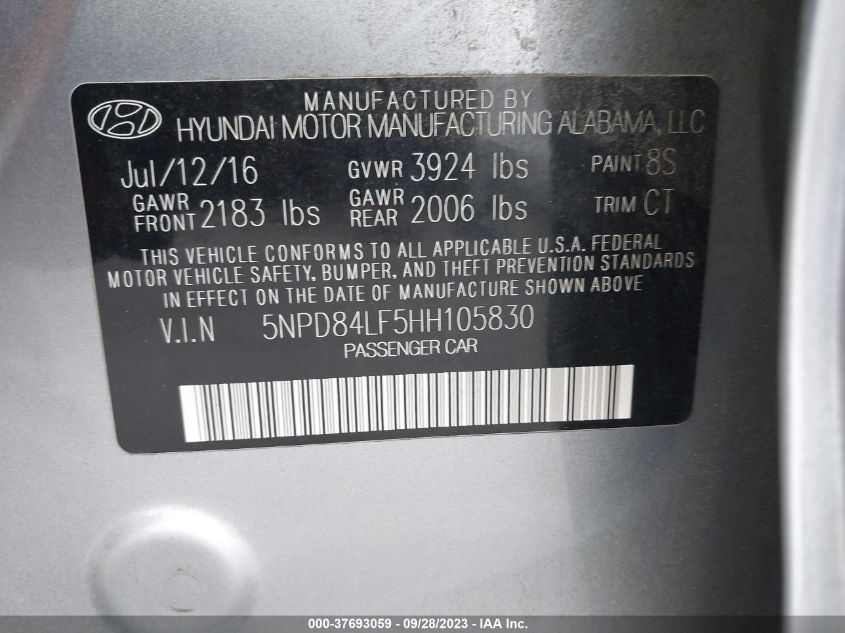 MANUFACTURED BY
HYUNDAI MOTOR MANUFACTURING ALABAMA, LLC
Jul/12/16 GVWR 3924 lbs PAINT 8S
GAWR FRONT 2183 lbs GAWR REAR 2006 lbs TRIM CT
THIS VEHICLE CONFORMS TO ALL APPLICABLE U.S.A. FEDERAL
MOTOR VEHICLE SAFETY, BUMPER, AND THEFT PREVENTION STANDARDS
IN EFFECT ON THE DATE OF MANUFACTURE SHOWN ABOVE
V.I.N 5NPD84LF5HH105830
PASSENGER CAR
000-37693059 - 09/28/2023 - IAA Inc.